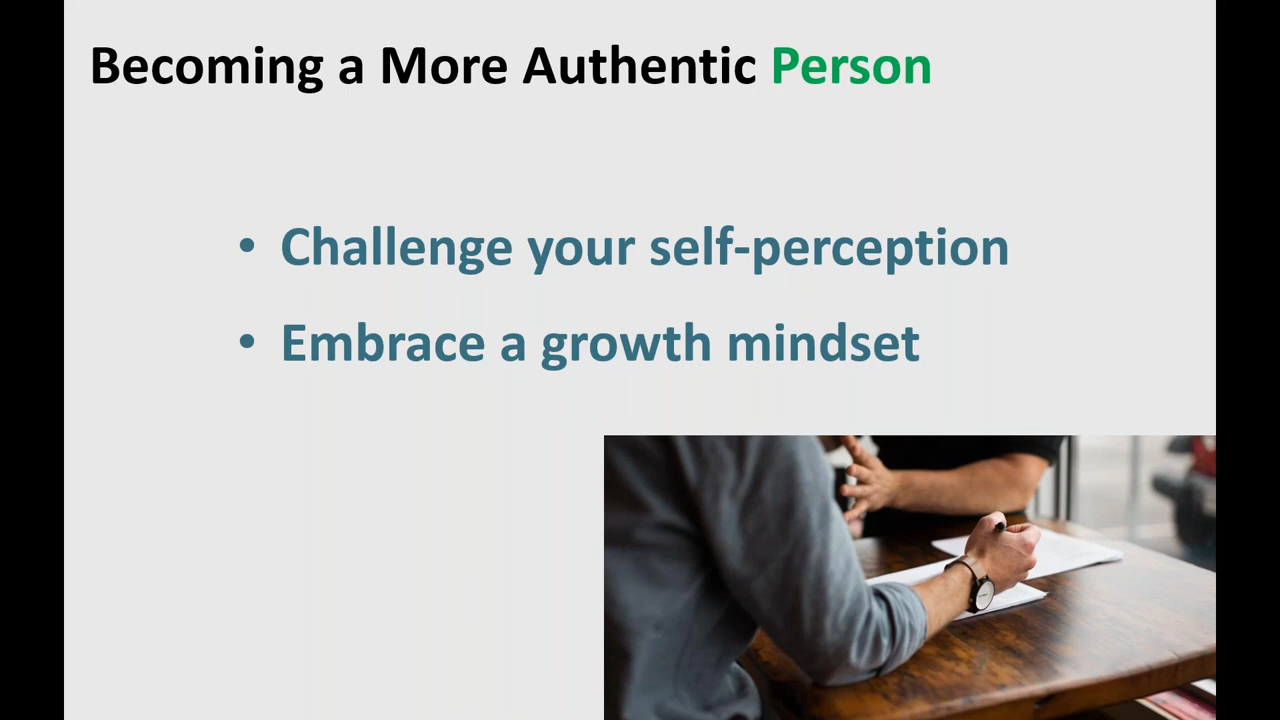 Becoming a More Authentic Person
• Challenge your self-perception
• Embrace a growth mindset